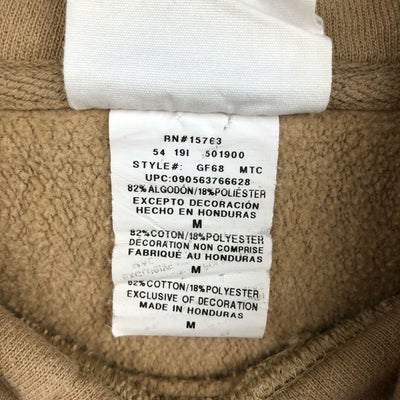 RN#15763
54 19I 501900
STYLE#: GF68 MTC
UPC:090563766628
82%ALGODÓN/18%POLIÉSTER
EXCEPTO DECORACIÓN
HECHO EN HONDURAS
M
82%COTON/18%POLYESTER
DÉCORATION NON COMPRISE
FABRIQUÉ AU HONDURAS
M
82%COTTON/18%POLYESTER
EXCLUSIVE OF DECORATION
MADE IN HONDURAS
M